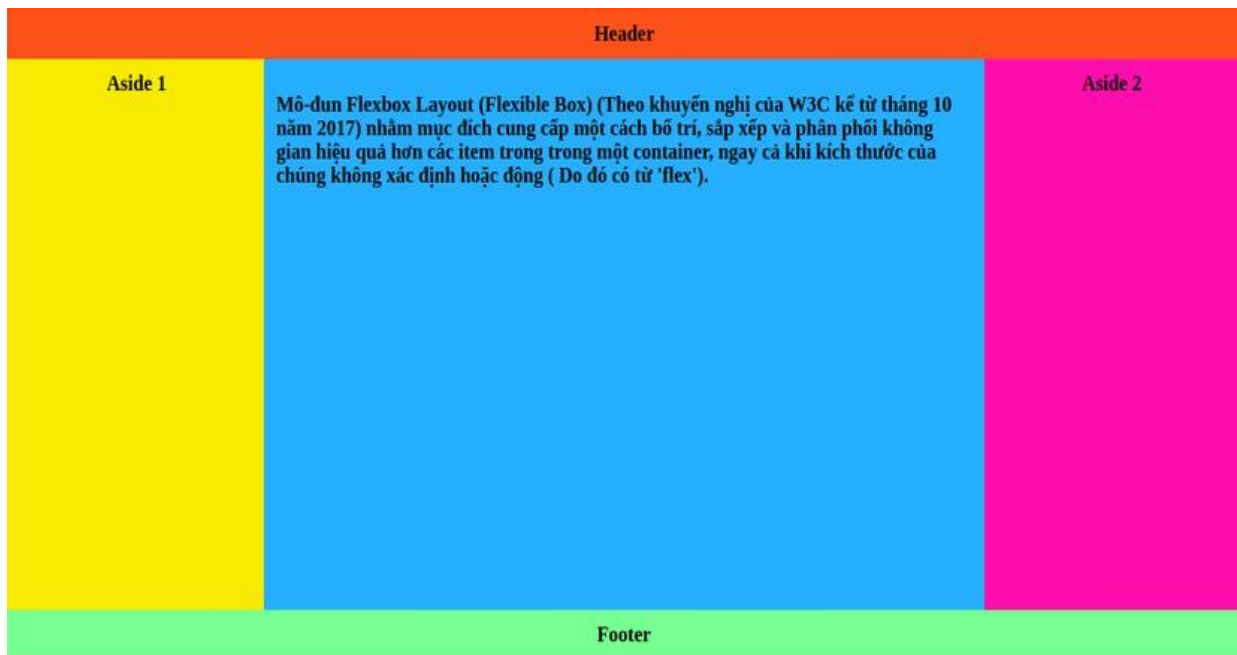 Header
Aside 1
Mô-đun Flexbox Layout (Flexible Box) (Theo khuyến nghị của W3C kể từ tháng 10
năm 2017) nhằm mục đích cung cấp một cách bố trí, sắp xếp và phân phối không
gian hiệu quả hơn các item trong trong một container, ngay cả khi kích thước của
chúng không xác định hoặc động ( Do đó có từ 'flex').
Aside 2
Footer